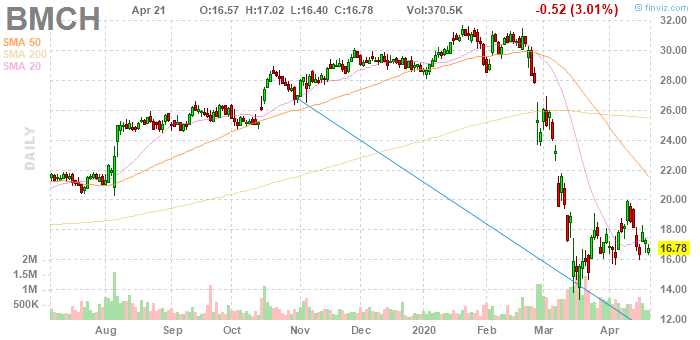 BMCH Apr 21 O:16.57 H:17.02 L:16.40 C:16.78 Vol:370.5K -0.52 (3.01%) © finviz.com
SMA 50
SMA 200
SMA 20
DAILY
32.00
30.00
28.00
26.00
24.00
22.00
20.00
18.00
16.78
16.00
14.00
12.00
2M
1.5M
1M
500K
Aug Sep Oct Nov Dec 2020 Feb Mar Apr